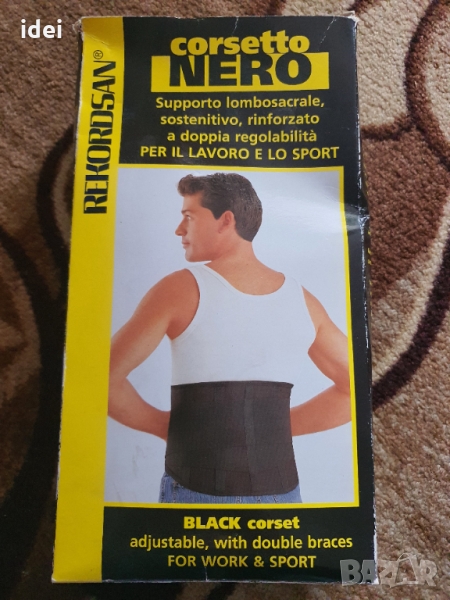 idei
REKORDSAN®
corsetto
NERO
Supporto lombosacrale,
sostenitivo, rinforzato
a doppia regolabilità
PER IL LAVORO E LO SPORT
BLACK corset
adjustable, with double braces
FOR WORK & SPORT
BAZAR